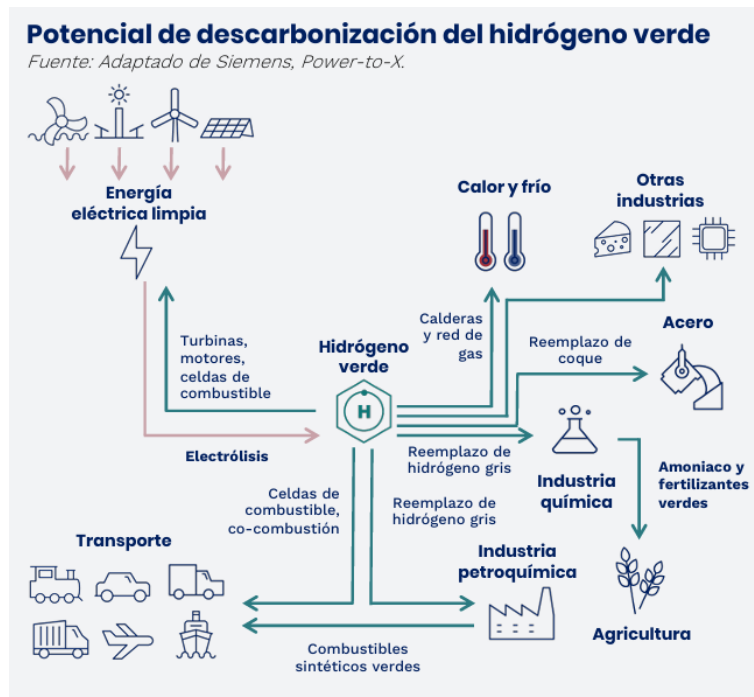 Potencial de descarbonización del hidrógeno verde
Fuente: Adaptado de Siemens, Power-to-X.
Energía
eléctrica limpia
Calor y frío
Otras
industrias
Turbinas,
motores,
celdas de
combustible
Hidrógeno
verde
H
Calderas
y red de
gas
Acero
Reemplazo de
coque
Electrólisis
Reemplazo de
hidrógeno gris
Industria
química
Amoniaco y
fertilizantes
verdes
Celdas de
combustible,
co-combustión
Reemplazo de
hidrógeno gris
Transporte
Industria
petroquímica
Agricultura
Combustibles
sintéticos verdes